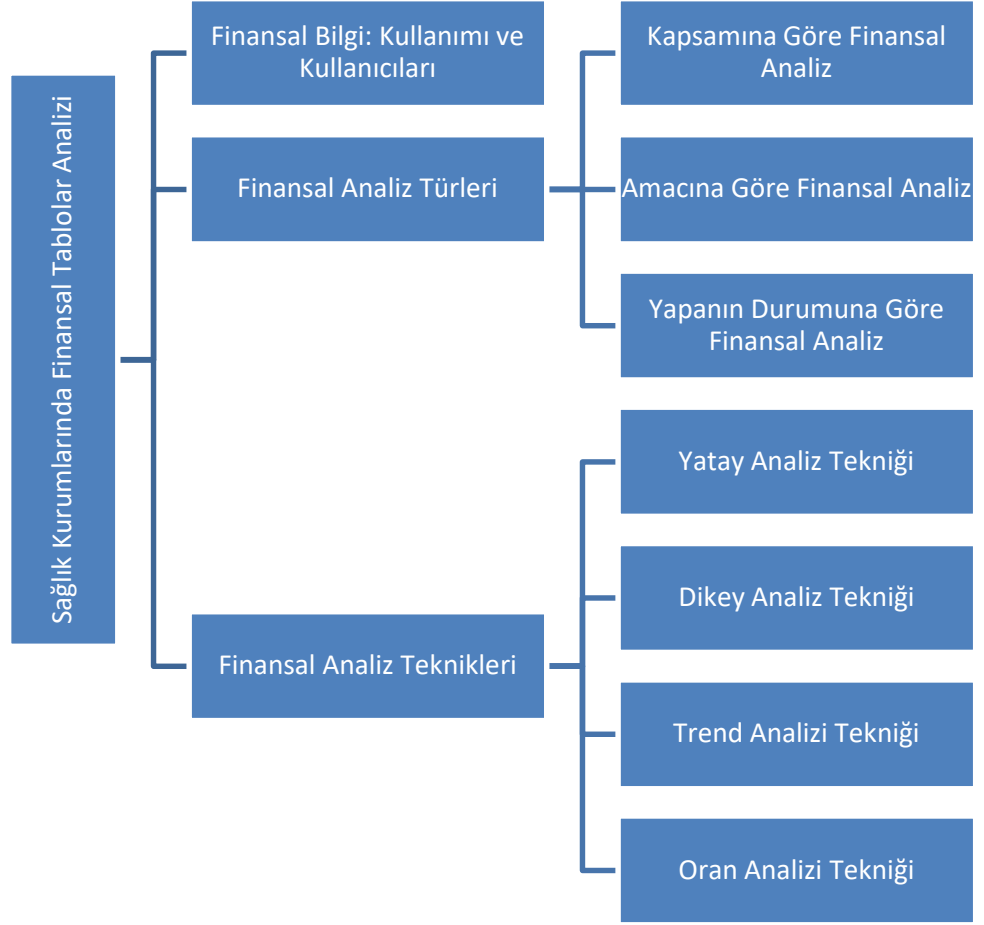 Sağlık Kurumlarında Finansal Tablolar Analizi
Finansal Bilgi: Kullanımı ve
Kullanıcıları
Finansal Analiz Türleri
Kapsamına Göre Finansal
Analiz
Amacına Göre Finansal Analiz
Yapanın Durumuna Göre
Finansal Analiz
Finansal Analiz Teknikleri
Yatay Analiz Tekniği
Dikey Analiz Tekniği
Trend Analizi Tekniği
Oran Analizi Tekniği